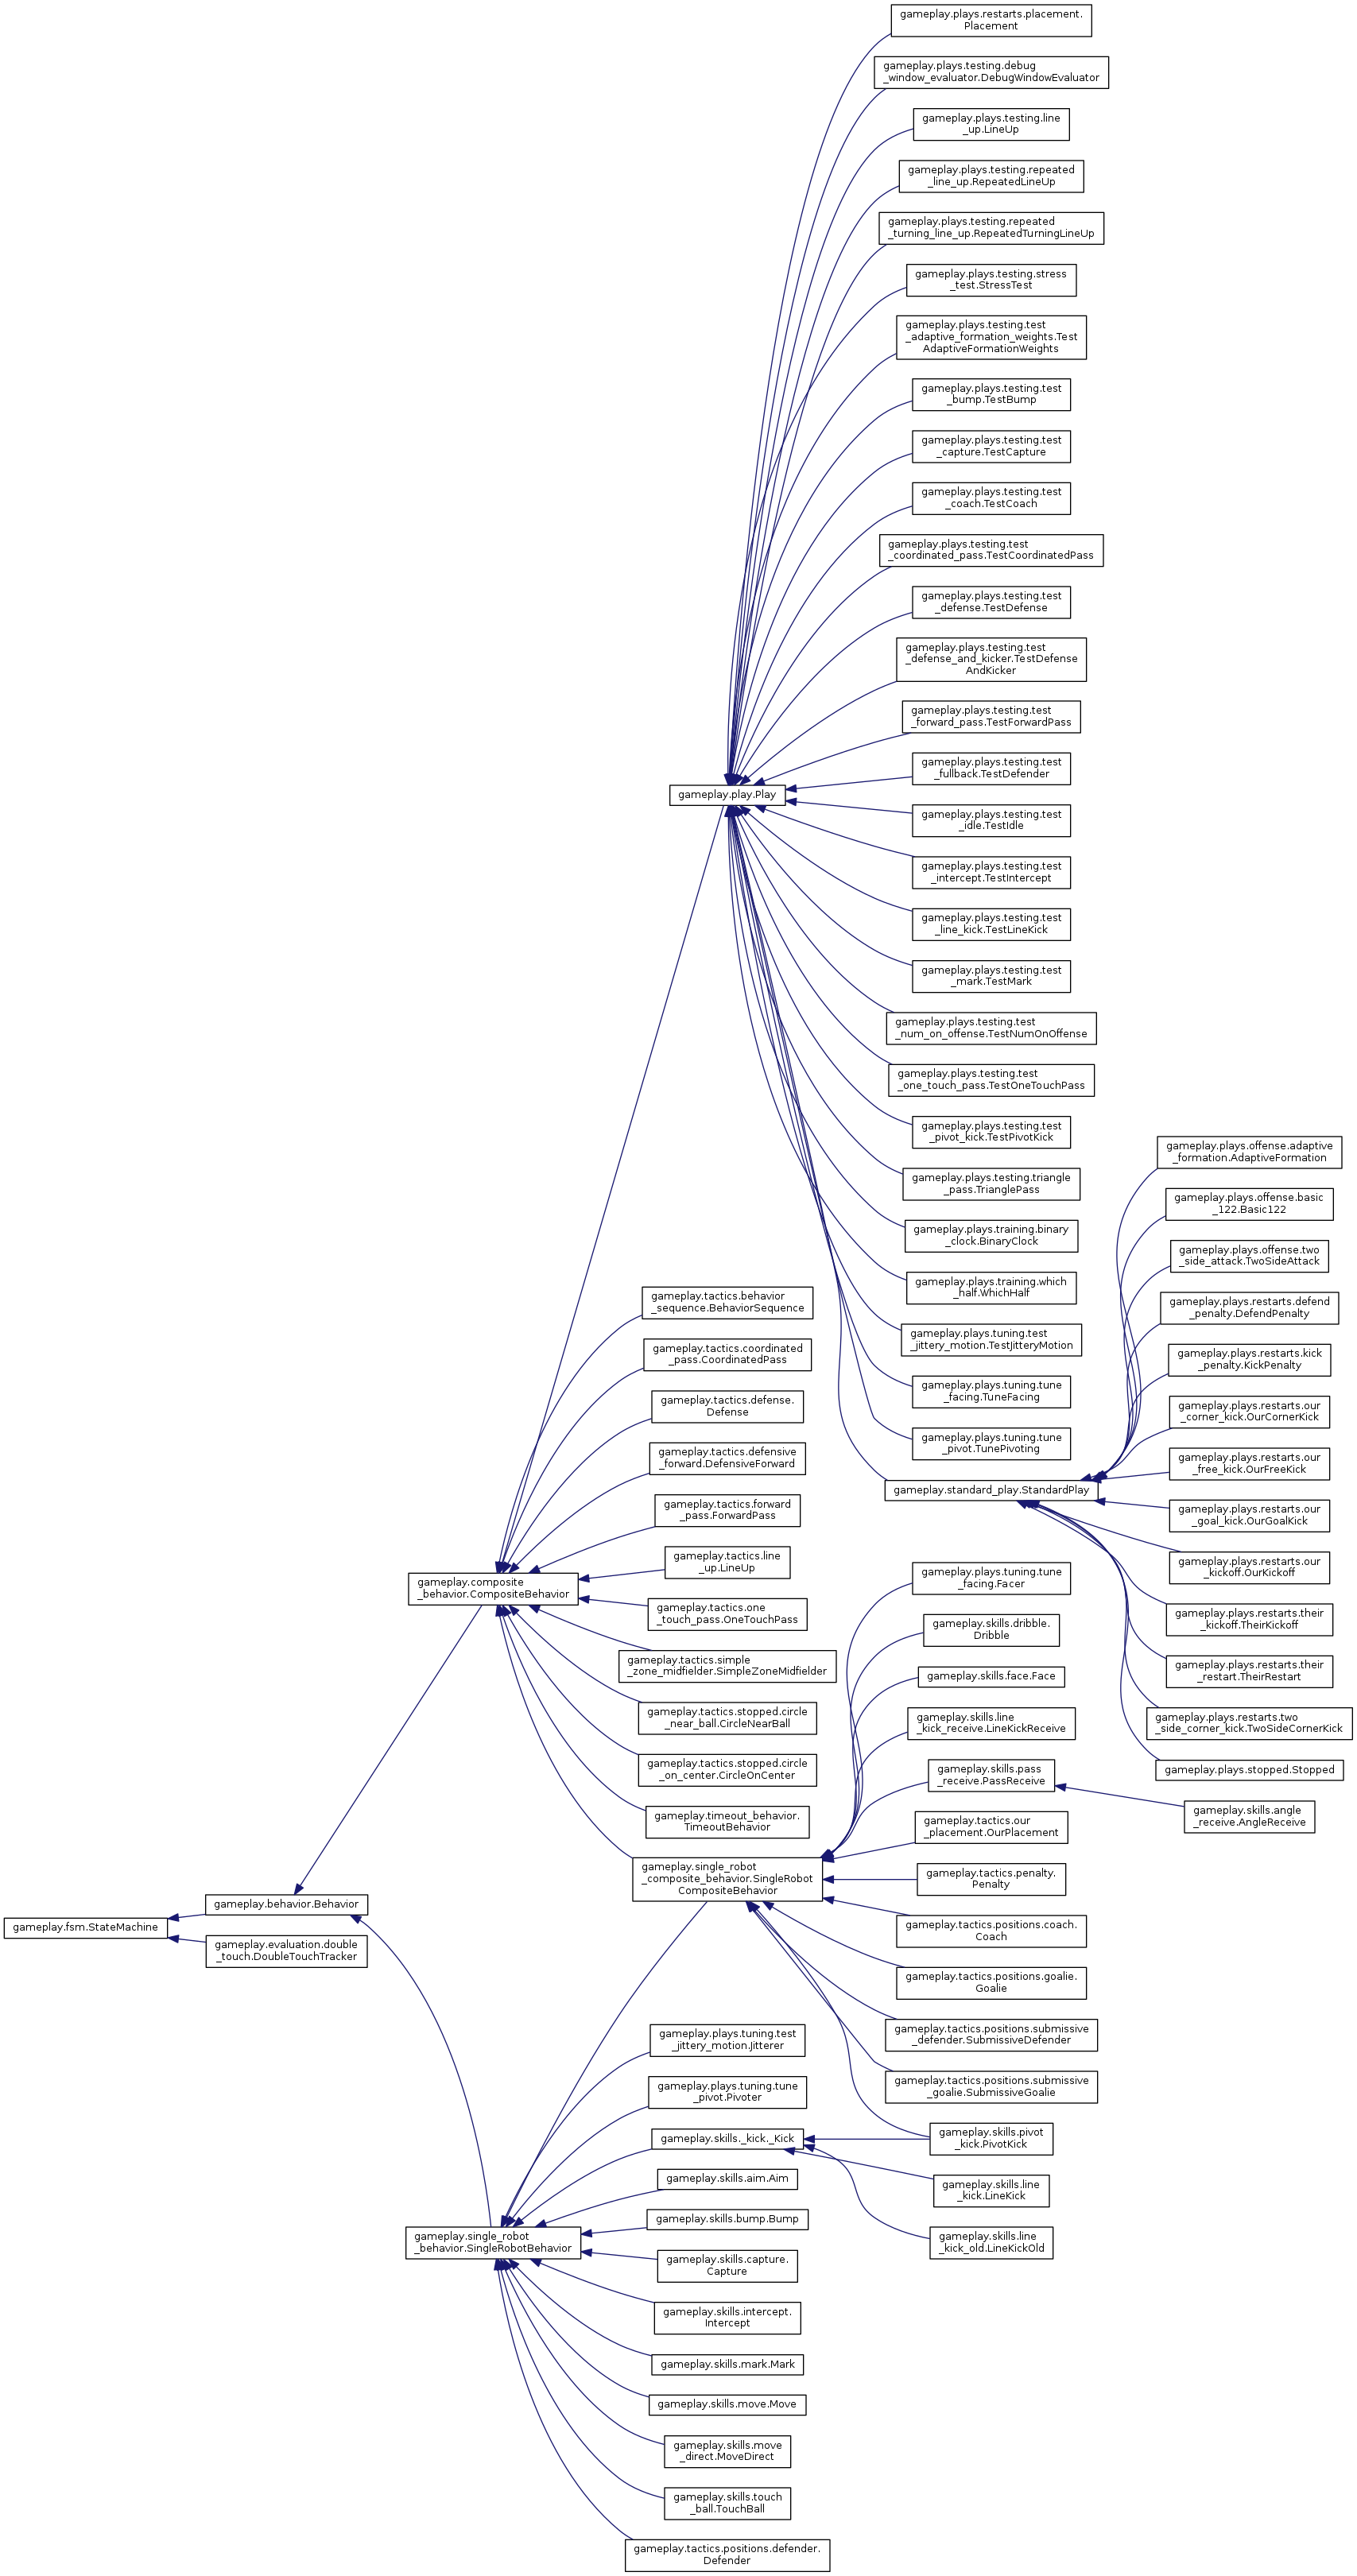 gameplay.plays.restarts.placement.
Placement
gameplay.plays.testing.debug
_window_evaluator.DebugWindowEvaluator
gameplay.plays.testing.line
_up.LineUp
gameplay.plays.testing.repeated
_line_up.RepeatedLineUp
gameplay.plays.testing.repeated
_turning_line_up.RepeatedTurningLineUp
gameplay.plays.testing.stress
_test.StressTest
gameplay.plays.testing.test
_adaptive_formation_weights.Test
AdaptiveFormationWeights
gameplay.plays.testing.test
_bump.TestBump
gameplay.plays.testing.test
_capture.TestCapture
gameplay.plays.testing.test
_coach.TestCoach
gameplay.plays.testing.test
_coordinated_pass.TestCoordinatedPass
gameplay.plays.testing.test
_defense.TestDefense
gameplay.plays.testing.test
_defense_and_kicker.TestDefense
AndKicker
gameplay.plays.testing.test
_forward_pass.TestForwardPass
gameplay.plays.testing.test
_fullback.TestDefender
gameplay.play.Play
gameplay.plays.testing.test
_idle.TestIdle
gameplay.plays.testing.test
_intercept.TestIntercept
gameplay.plays.testing.test
_line_kick.TestLineKick
gameplay.plays.testing.test
_mark.TestMark
gameplay.plays.testing.test
_num_on_offense.TestNumOnOffense
gameplay.plays.testing.test
_one_touch_pass.TestOneTouchPass
gameplay.plays.testing.test
_pivot_kick.TestPivotKick
gameplay.plays.testing.triangle
_pass.TrianglePass
gameplay.plays.training.binary
_clock.BinaryClock
gameplay.plays.training.which
_half.WhichHalf
gameplay.plays.tuning.test
_jittery_motion.TestJitteryMotion
gameplay.plays.tuning.tune
_facing.TuneFacing
gameplay.plays.tuning.tune
_pivot.TunePivoting
gameplay.standard_play.StandardPlay
gameplay.plays.offense.adaptive
_formation.AdaptiveFormation
gameplay.plays.offense.basic
_122.Basic122
gameplay.plays.offense.two
_side_attack.TwoSideAttack
gameplay.plays.restarts.defend
_penalty.DefendPenalty
gameplay.plays.restarts.kick
_penalty.KickPenalty
gameplay.plays.restarts.our
_corner_kick.OurCornerKick
gameplay.plays.restarts.our
_free_kick.OurFreeKick
gameplay.plays.restarts.our
_goal_kick.OurGoalKick
gameplay.plays.restarts.our
_kickoff.OurKickoff
gameplay.plays.restarts.their
_kickoff.TheirKickoff
gameplay.plays.restarts.their
_restart.TheirRestart
gameplay.plays.restarts.two
_side_corner_kick.TwoSideCornerKick
gameplay.plays.stopped.Stopped
gameplay.tactics.behavior
_sequence.BehaviorSequence
gameplay.tactics.coordinated
_pass.CoordinatedPass
gameplay.tactics.defense.
Defense
gameplay.tactics.defensive
_forward.DefensiveForward
gameplay.tactics.forward
_pass.ForwardPass
gameplay.tactics.line
_up.LineUp
gameplay.composite
_behavior.CompositeBehavior
gameplay.tactics.one
_touch_pass.OneTouchPass
gameplay.tactics.simple
_zone_midfielder.SimpleZoneMidfielder
gameplay.tactics.stopped.circle
_near_ball.CircleNearBall
gameplay.tactics.stopped.circle
_on_center.CircleOnCenter
gameplay.timeout_behavior.
TimeoutBehavior
gameplay.single_robot
_composite_behavior.SingleRobot
CompositeBehavior
gameplay.plays.tuning.tune
_facing.Facer
gameplay.skills.dribble.
Dribble
gameplay.skills.face.Face
gameplay.skills.line
_kick_receive.LineKickReceive
gameplay.skills.pass
_receive.PassReceive
gameplay.skills.angle
_receive.AngleReceive
gameplay.tactics.our
_placement.OurPlacement
gameplay.tactics.penalty.
Penalty
gameplay.tactics.positions.coach.
Coach
gameplay.tactics.positions.goalie.
Goalie
gameplay.tactics.positions.submissive
_defender.SubmissiveDefender
gameplay.tactics.positions.submissive
_goalie.SubmissiveGoalie
gameplay.behavior.Behavior
gameplay.fsm.StateMachine
gameplay.evaluation.double
_touch.DoubleTouchTracker
gameplay.plays.tuning.test
_jittery_motion.Jitterer
gameplay.plays.tuning.tune
_pivot.Pivoter
gameplay.skills._kick._Kick
gameplay.skills.pivot
_kick.PivotKick
gameplay.skills.line
_kick.LineKick
gameplay.skills.line
_kick_old.LineKickOld
gameplay.skills.aim.Aim
gameplay.skills.bump.Bump
gameplay.single_robot
_behavior.SingleRobotBehavior
gameplay.skills.capture.
Capture
gameplay.skills.intercept.
Intercept
gameplay.skills.mark.Mark
gameplay.skills.move.Move
gameplay.skills.move
_direct.MoveDirect
gameplay.skills.touch
_ball.TouchBall
gameplay.tactics.positions.defender.
Defender